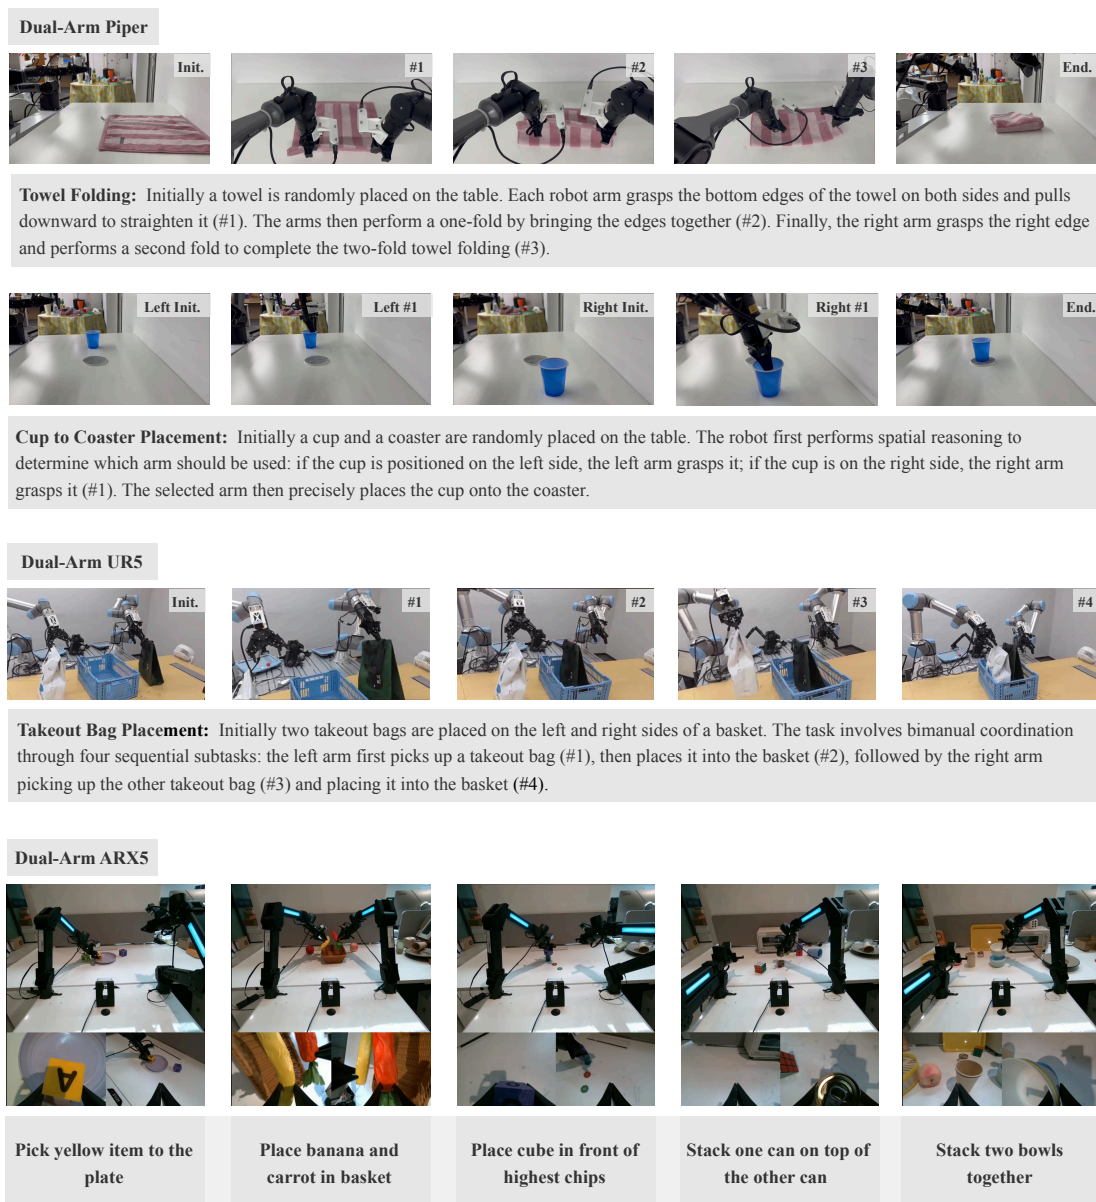 Dual-Arm Piper
Init.
#1
#2
#3
End.
Towel Folding: Initially a towel is randomly placed on the table. Each robot arm grasps the bottom edges of the towel on both sides and pulls
downward to straighten it (#1). The arms then perform a one-fold by bringing the edges together (#2). Finally, the right arm grasps the right edge
and performs a second fold to complete the two-fold towel folding (#3).
Left Init.
Left #1
Right Init.
Right #1
End.
Cup to Coaster Placement: Initially a cup and a coaster are randomly placed on the table. The robot first performs spatial reasoning to
determine which arm should be used: if the cup is positioned on the left side, the left arm grasps it; if the cup is on the right side, the right arm
grasps it (#1). The selected arm then precisely places the cup onto the coaster.
Dual-Arm UR5
Init.
#1
#2
#3
#4
Takeout Bag Placement: Initially two takeout bags are placed on the left and right sides of a basket. The task involves bimanual coordination
through four sequential subtasks: the left arm first picks up a takeout bag (#1), then places it into the basket (#2), followed by the right arm
picking up the other takeout bag (#3) and placing it into the basket (#4).
Dual-Arm ARX5
A
Pick yellow item to the
plate
Place banana and
carrot in basket
Place cube in front of
highest chips
Stack one can on top of
the other can
Stack two bowls
together